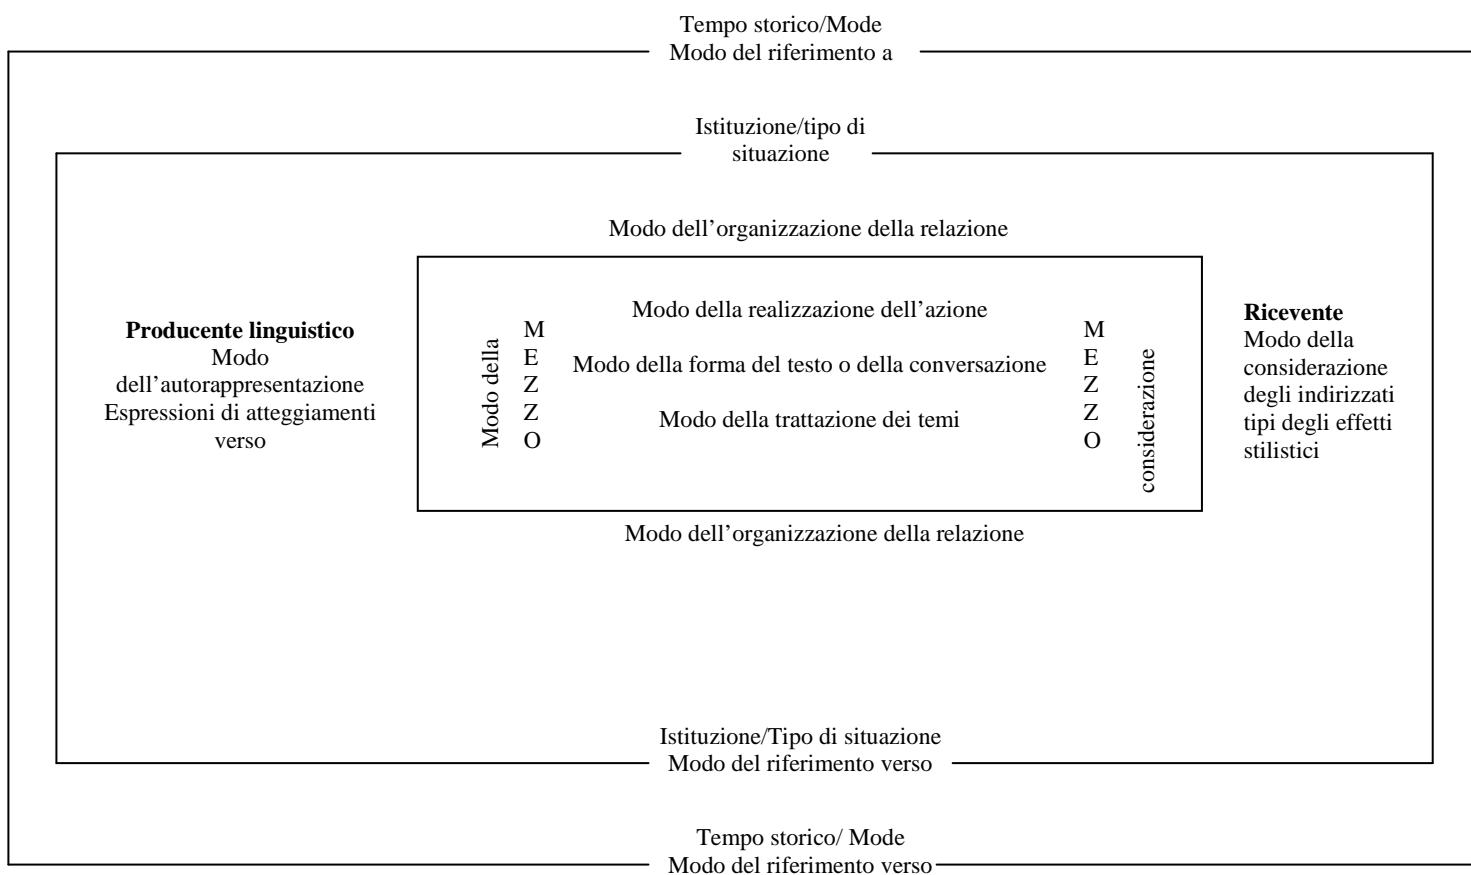 Tempo storico/Mode
Modo del riferimento a
Istituzione/tipo di
situazione
Modo dell’organizzazione della relazione
Producente linguistico
Modo
dell’autorappresentazione
Espressioni di atteggiamenti
verso
Modo della
M
E
Z
Z
O
Modo della realizzazione dell’azione
Modo della forma del testo o della conversazione
Modo della trattazione dei temi
M
E
Z
Z
O
considerazione
Ricevente
Modo della
considerazione
degli indirizzati
tipi degli effetti
stilistici
Modo dell’organizzazione della relazione
Istituzione/Tipo di situazione
Modo del riferimento verso
Tempo storico/ Mode
Modo del riferimento verso